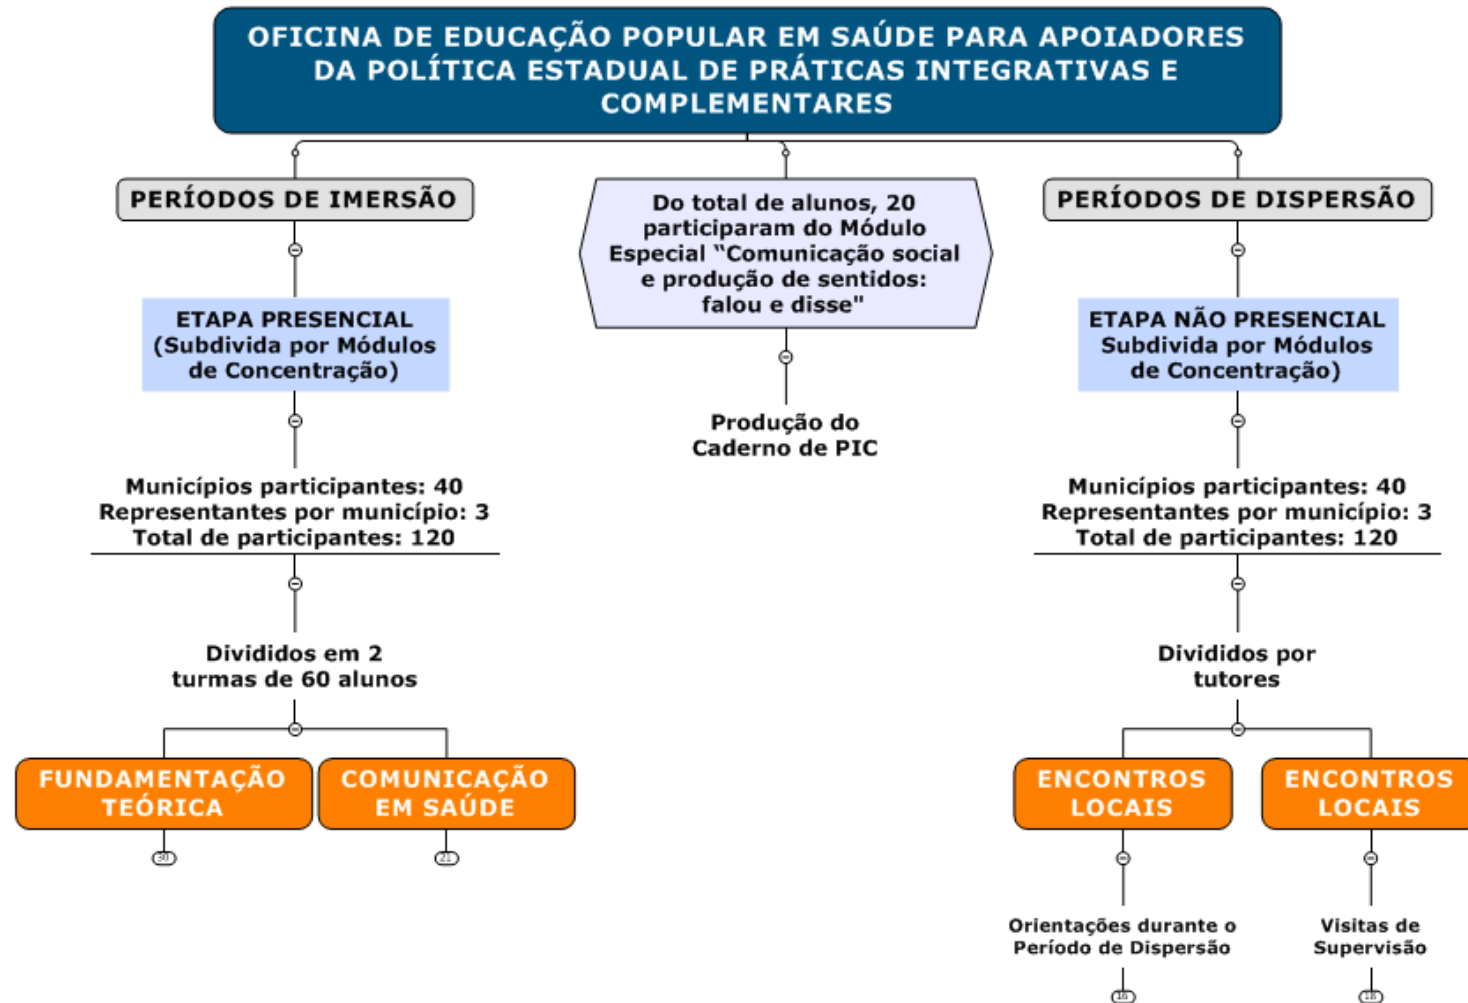 OFICINA DE EDUCAÇÃO POPULAR EM SAÚDE PARA APOIADORES
DA POLÍTICA ESTADUAL DE PRÁTICAS INTEGRATIVAS E
COMPLEMENTARES
PERÍODOS DE IMERSÃO
ETAPA PRESENCIAL
(Subdivida por Módulos
de Concentração)
Municípios participantes: 40
Representantes por município: 3
Total de participantes: 120
Divididos em 2
turmas de 60 alunos
FUNDAMENTAÇÃO
TEÓRICA
30
COMUNICAÇÃO
EM SAÚDE
21
Do total de alunos, 20
participaram do Módulo
Especial “Comunicação social
e produção de sentidos:
falou e disse"
Produção do
Caderno de PIC
PERÍODOS DE DISPERSÃO
ETAPA NÃO PRESENCIAL
Subdivida por Módulos
de Concentração)
Municípios participantes: 40
Representantes por município: 3
Total de participantes: 120
Divididos por
tutores
ENCONTROS
LOCAIS
Orientações durante o
Período de Dispersão
16
ENCONTROS
LOCAIS
Visitas de
Supervisão
18